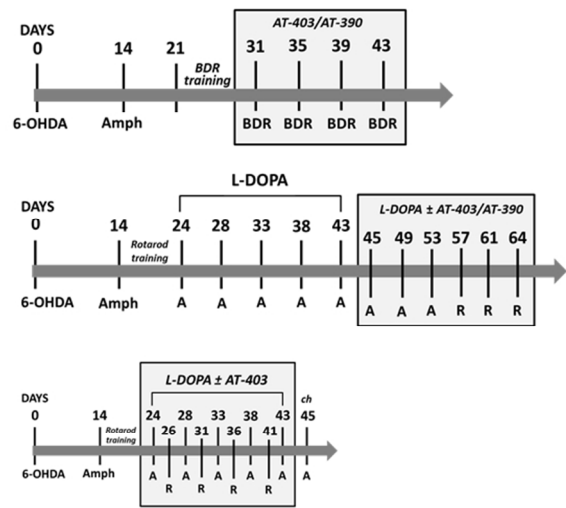 AT-403/AT-390
DAYS
0 14 21 31 35 39 43
BDR
training
6-OHDA Amph BDR BDR BDR BDR
L-DOPA
L-DOPA ± AT-403/AT-390
DAYS
0 14 24 28 33 38 43 45 49 53 57 61 64
Rotarod
training
6-OHDA Amph A A A A A A A A R R R
L-DOPA ± AT-403
DAYS ch
0 14 24 28 33 38 43 45
Rotarod 26 31 36 41
training
6-OHDA Amph A A A A A A
R R R R